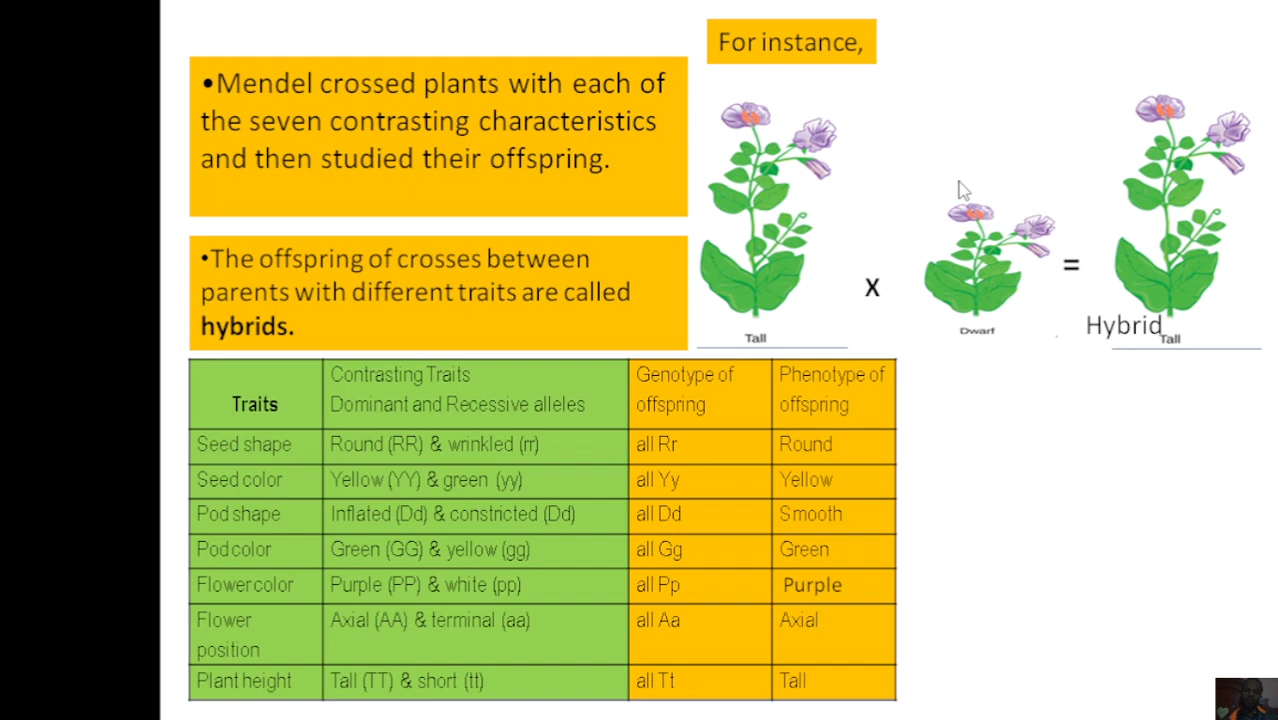 For instance,
•Mendel crossed plants with each of
the seven contrasting characteristics
and then studied their offspring.
•The offspring of crosses between
parents with different traits are called
hybrids.
Tall
X
Dwarf
=
Hybrid
Tall
Traits
Contrasting Traits
Dominant and Recessive alleles
Genotype of
offspring
Phenotype of
offspring
Seed shape Round (RR) & wrinkled (rr) all Rr Round
Seed color Yellow (YY) & green (yy) all Yy Yellow
Pod shape Inflated (Dd) & constricted (Dd) all Dd Smooth
Pod color Green (GG) & yellow (gg) all Gg Green
Flower color Purple (PP) & white (pp) all Pp Purple
Flower
position
Axial (AA) & terminal (aa) all Aa Axial
Plant height Tall (TT) & short (tt) all Tt Tall